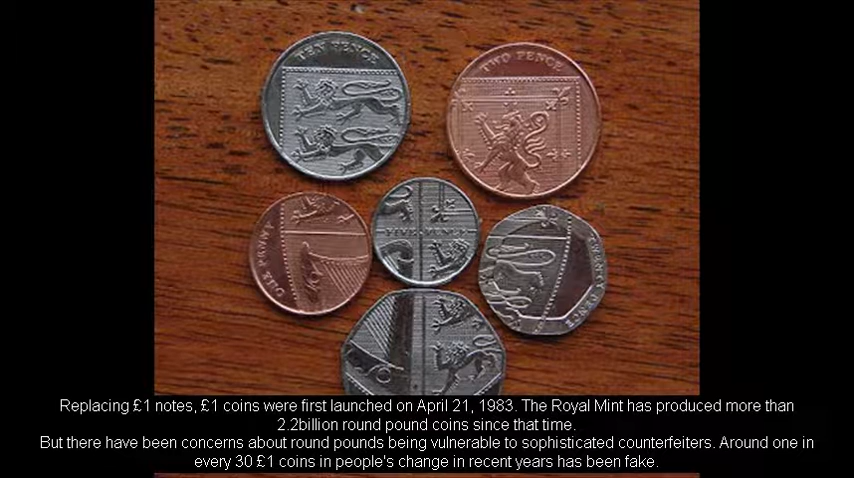 TEN PENCE
TWO PENCE
ONE PENNY
FIVE PENCE
TWENTY PENCE
Replacing £1 notes, £1 coins were first launched on April 21, 1983. The Royal Mint has produced more than
2.2billion round pound coins since that time.
But there have been concerns about round pounds being vulnerable to sophisticated counterfeiters. Around one in
every 30 £1 coins in people's change in recent years has been fake.